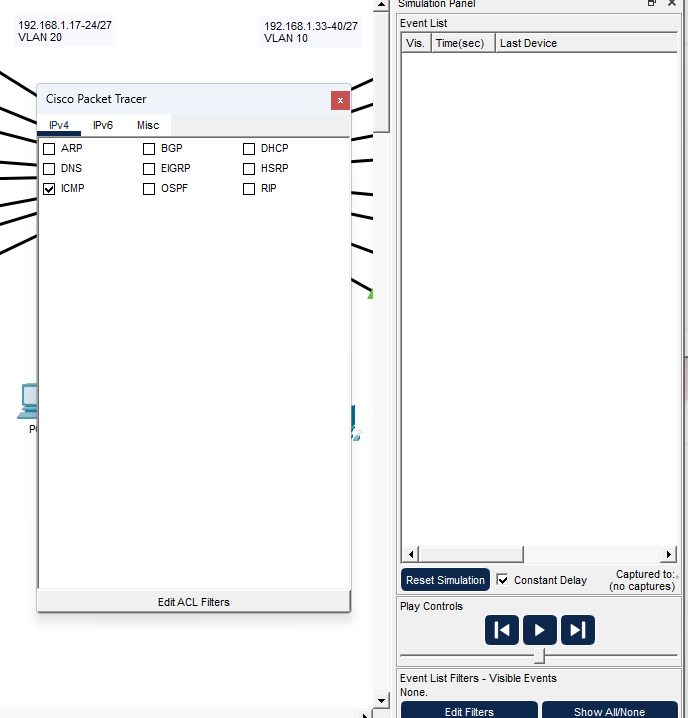 Simulation Panel
Event List
Vis. Time(sec) Last Device
192.168.1.17-24/27
VLAN 20
192.168.1.33-40/27
VLAN 10
Cisco Packet Tracer
x
IPv4 IPv6 Misc
ARP BGP DHCP
DNS EIGRP HSRP
ICMP OSPF RIP
Edit ACL Filters
Reset Simulation Constant Delay
Captured to:
(no captures)
Play Controls
Event List Filters - Visible Events
None.
Edit Filters Show All/None